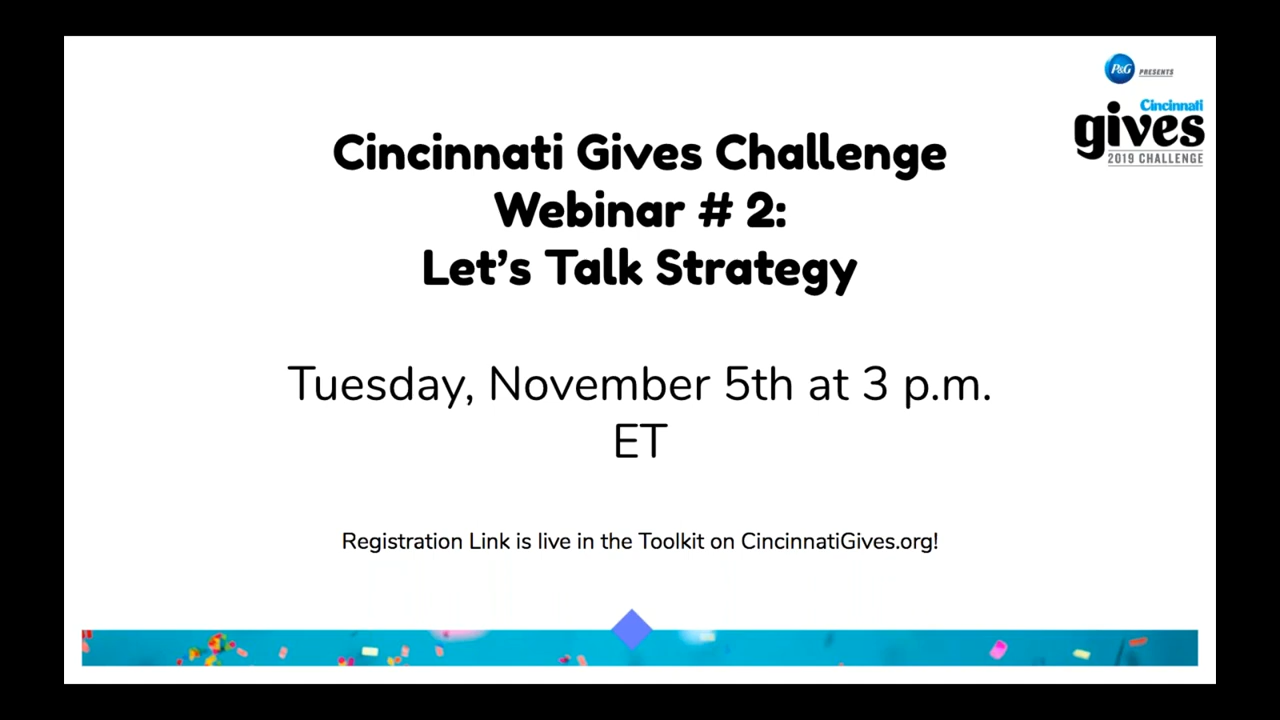 P&G PRESENTS
Cincinnati
gives
2019 CHALLENGE
Cincinnati Gives Challenge
Webinar # 2:
Let’s Talk Strategy
Tuesday, November 5th at 3 p.m.
ET
Registration Link is live in the Toolkit on CincinnatiGives.org!